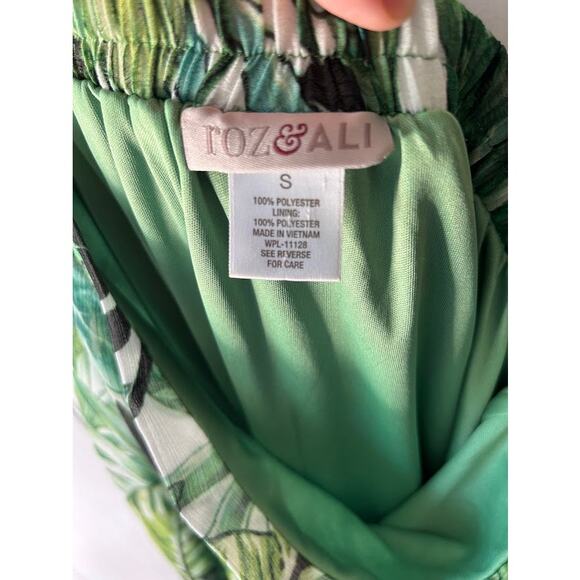 roz&ALI
S
100% POLYESTER
LINING:
100% POLYESTER
MADE IN VIETNAM
WPL-11128
SEE REVERSE
FOR CARE